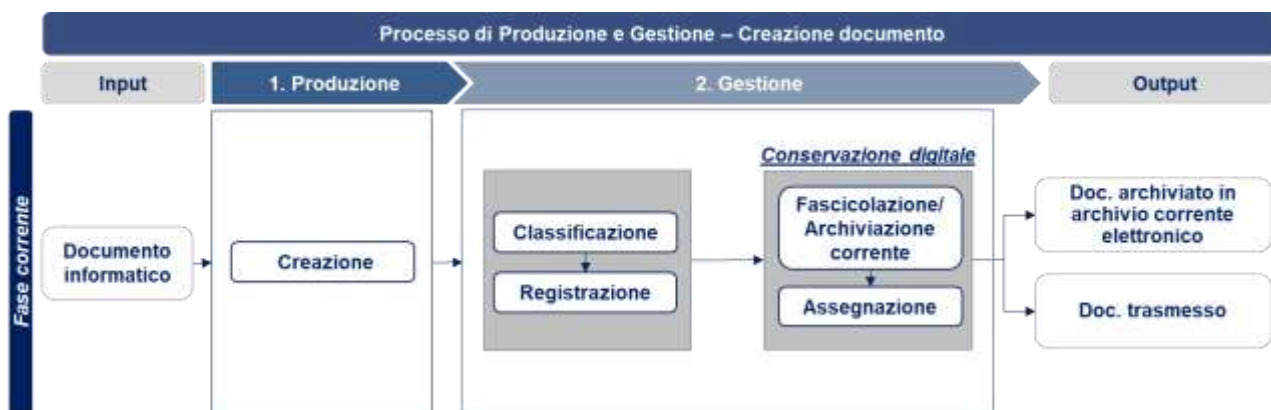 Processo di Produzione e Gestione – Creazione documento
Input
1. Produzione
2. Gestione
Output
Fase corrente
Documento
informatico
Creazione
Classificazione
Registrazione
Conservazione digitale
Fascicolazione/
Archiviazione
corrente
Assegnazione
Doc. archiviato in
archivio corrente
elettronico
Doc. trasmesso